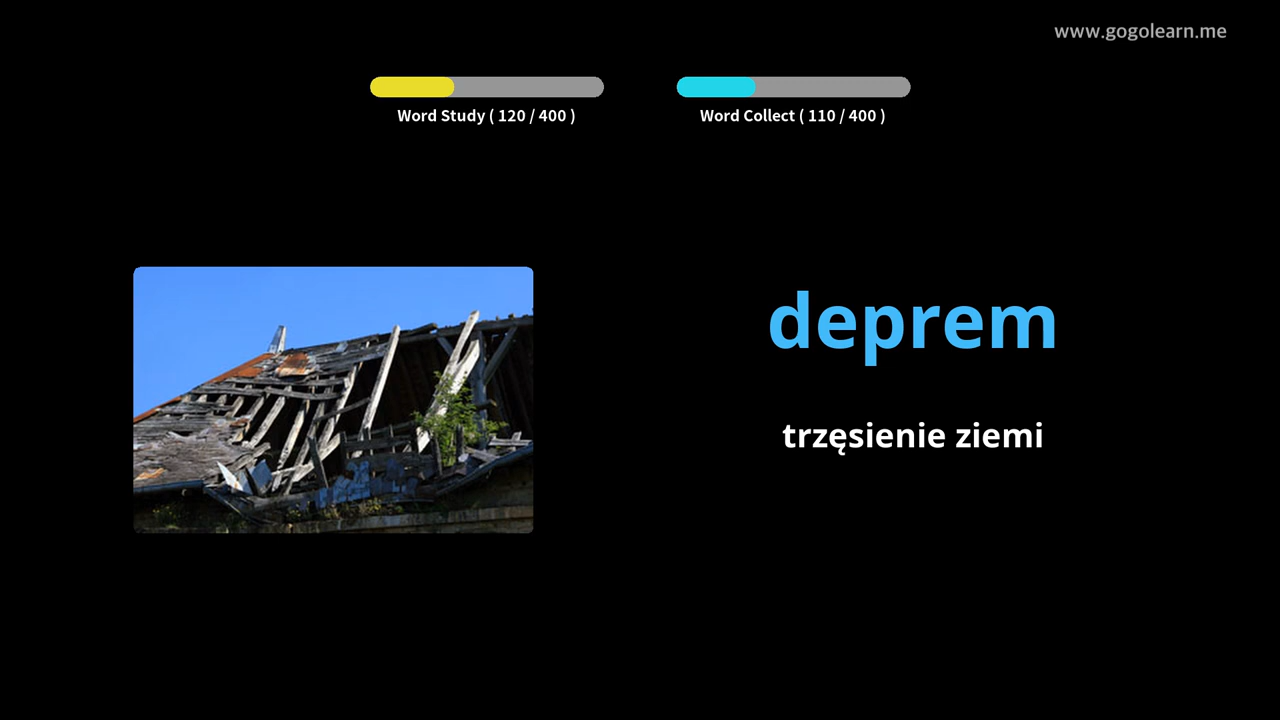 www.gogolearn.me
Word Study ( 120 / 400 )
Word Collect ( 110 / 400 )
deprem
trzęsienie ziemi